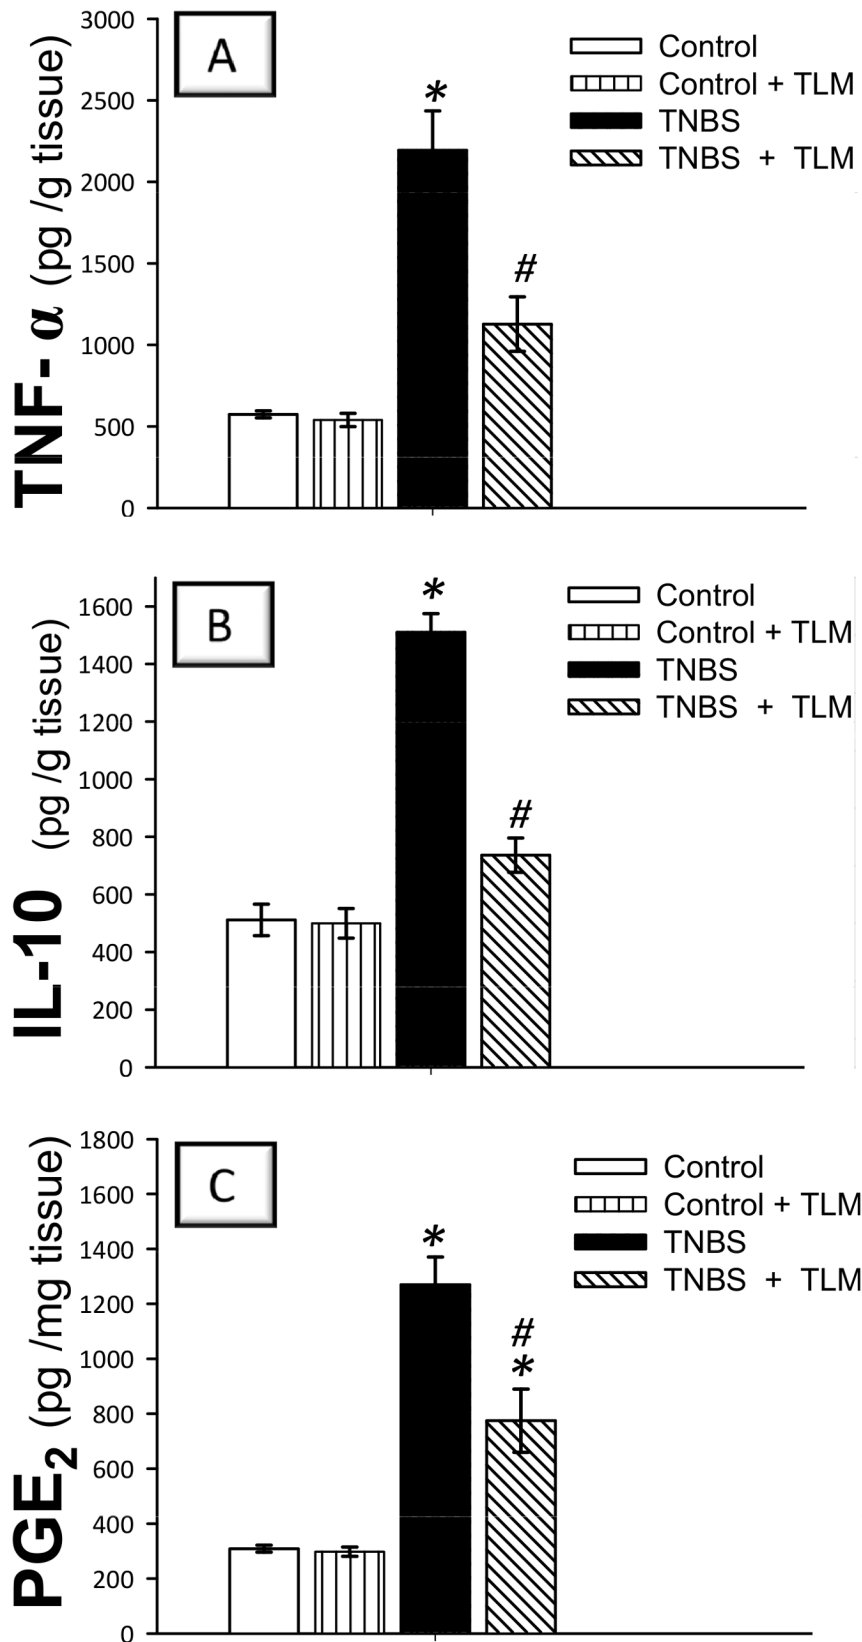 A
TNF-α (pg /g tissue)
3000
2500
2000
1500
1000
500
0
Control
Control + TLM
TNBS
TNBS + TLM
*
#
B
IL-10 (pg /g tissue)
1600
1400
1200
1000
800
600
400
200
0
Control
Control + TLM
TNBS
TNBS + TLM
*
#
C
PGE2 (pg /mg tissue)
1800
1600
1400
1200
1000
800
600
400
200
0
Control
Control + TLM
TNBS
TNBS + TLM
*
#
*